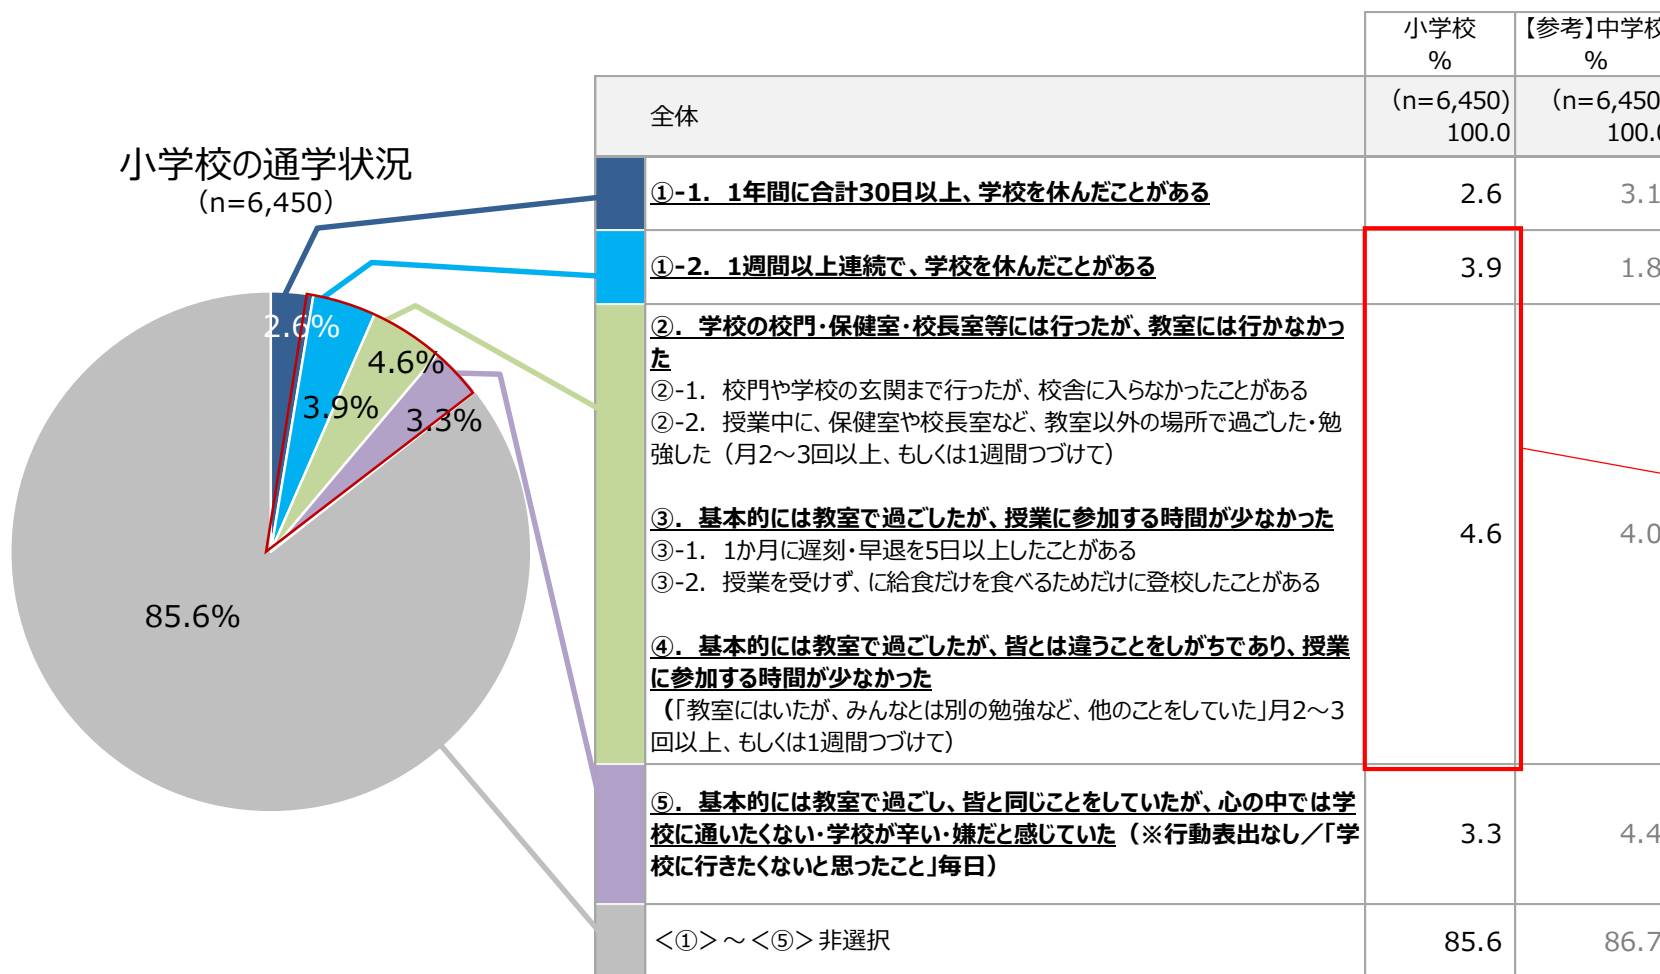 小学校の通学状況
（n=6,450）
2.6%
3.9%
4.6%
3.3%
85.6%
小学校
%
【参考】中学校
%
全体
（n=6,450)
100.0
（n=6,450
100.0
①-1． 1年間に合計30日以上、学校を休んだことがある
2.6
3.1
①-2． 1週間以上連続で、学校を休んだことがある
3.9
1.8
②．学校の校門・保健室・校長室等には行ったが、教室には行かなかっ
た
②-1． 校門や学校の玄関まで行ったが、校舎に入らなかったことがある
②-2． 授業中に、保健室や校長室など、教室以外の場所で過ごした・勉
強した（月2～3回以上、もしくは1週間つづけて）
③．基本的には教室で過ごしたが、授業に参加する時間が少なかった
③-1． 1か月に遅刻・早退を5日以上したことがある
③-2． 授業を受けず、に給食だけを食べるためだけに登校したことがある
④．基本的には教室で過ごしたが、皆とは違うことをしがちであり、授業
に参加する時間が少なかった
（「教室にはいたが、みんなとは別の勉強など、他のことをしていた」月2～3
回以上、もしくは1週間つづけて）
4.6
4.0
⑤．基本的には教室で過ごし、皆と同じことをしていたが、心の中では学
校に通いたくない・学校が辛い・嫌だと感じていた（※行動表出なし／「学
校に行きたくないと思ったこと」毎日）
3.3
4.4
＜①＞～＜⑤＞非選択
85.6
86.7